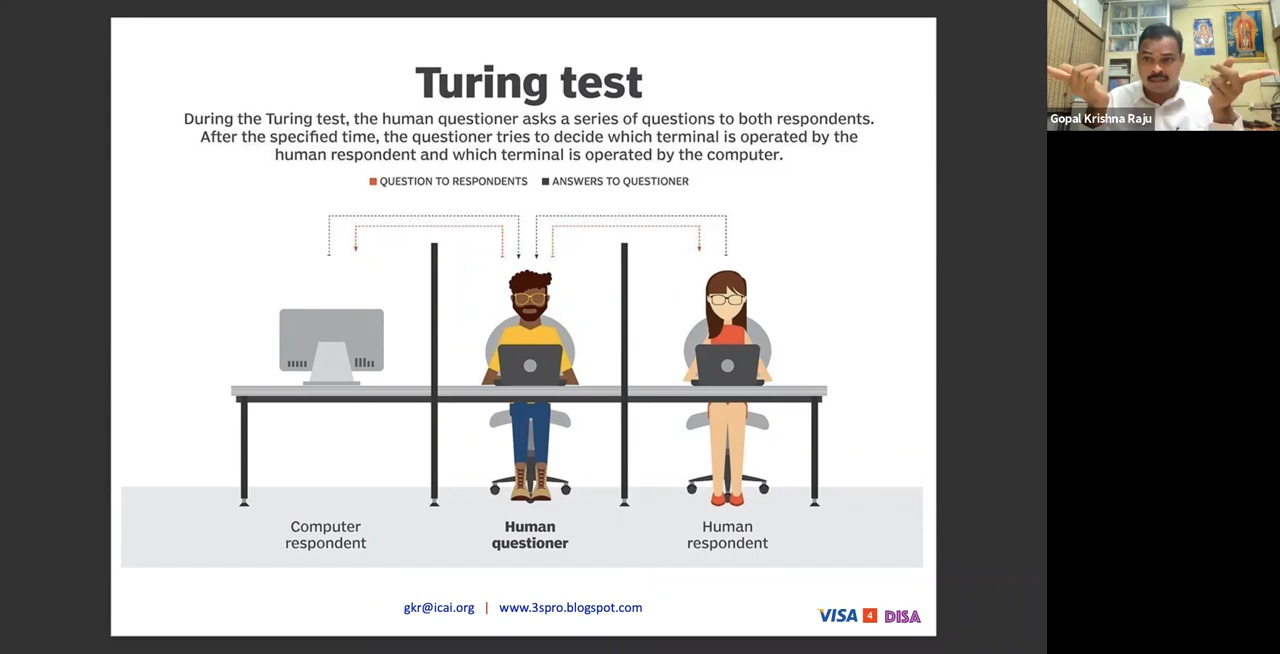 Turing test
During the Turing test, the human questioner asks a series of questions to both respondents.
After the specified time, the questioner tries to decide which terminal is operated by the
human respondent and which terminal is operated by the computer.
QUESTION TO RESPONDENTS ANSWERS TO QUESTIONER
Computer
respondent
Human
questioner
Human
respondent
gkr@icai.org | www.3spro.blogspot.com
VISA 4 DISA
Gopal Krishna Raju